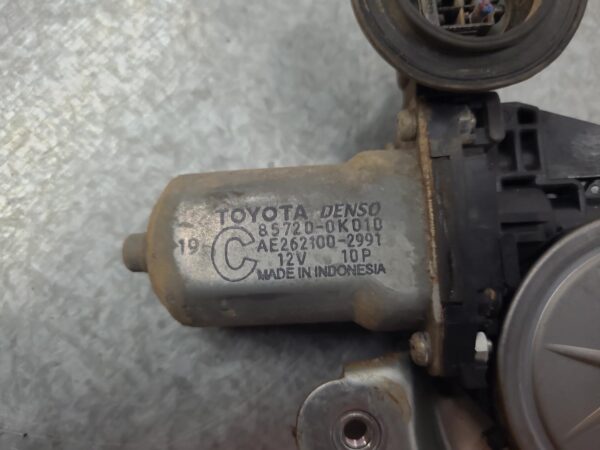 TOYOTA DENSO
85720-0K010
19 C AE262100-2991
12V 10P
MADE IN INDONESIA